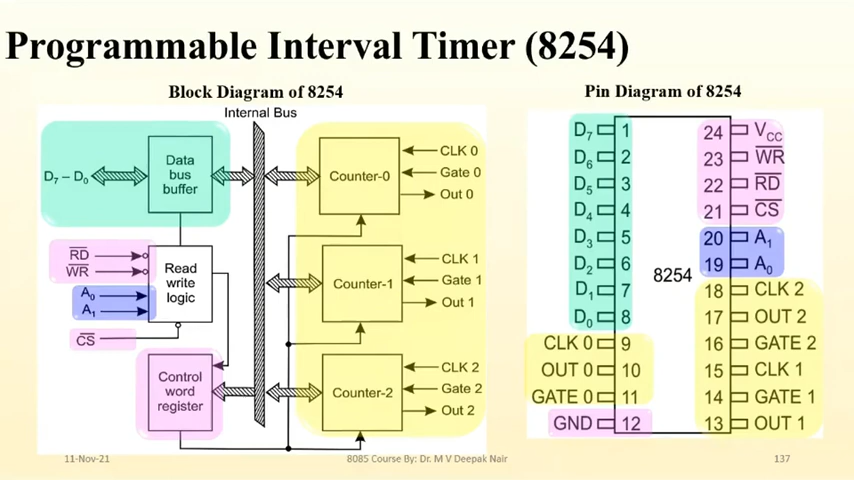 Programmable Interval Timer (8254)
Block Diagram of 8254
Internal Bus
D7 – D0
Data
bus
buffer
RD
WR
A0
A1
CS
Read
write
logic
Control
word
register
Counter-0
CLK 0
Gate 0
Out 0
Counter-1
CLK 1
Gate 1
Out 1
Counter-2
CLK 2
Gate 2
Out 2
Pin Diagram of 8254
8254
D7 1
D6 2
D5 3
D4 4
D3 5
D2 6
D1 7
D0 8
CLK 0 9
OUT 0 10
GATE 0 11
GND 12
24 VCC
23 WR
22 RD
21 CS
20 A1
19 A0
18 CLK 2
17 OUT 2
16 GATE 2
15 CLK 1
14 GATE 1
13 OUT 1
11-Nov-21
8085 Course By: Dr. M V Deepak Nair
137